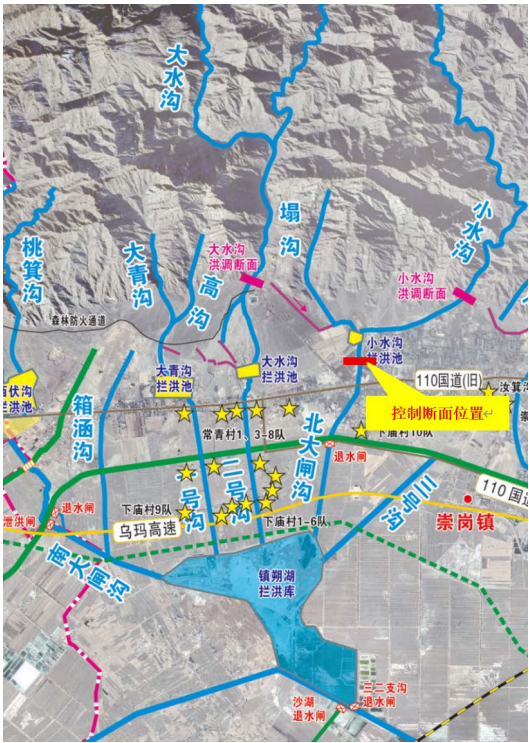 大水沟
塌沟
小水沟
桃箕沟
大青沟
高沟
大水沟
洪调断面
小水沟
洪调断面
森林防火通道
小水沟
拦洪池
大水沟
拦洪池
大青沟
拦洪池
110国道(旧)
汝箕沟
西伏沟
拦洪池
控制断面位置
箱涵沟
常青村1、3-8队
北大闸沟
下庙村10队
退水闸
一号沟
二号沟
三号沟
110国道
崇岗镇
下庙村9队
下庙村1-6队
退水闸
泄洪闸
乌玛高速
南大闸沟
镇朔湖
拦洪库
三二支沟
退水闸
沙湖
退水闸